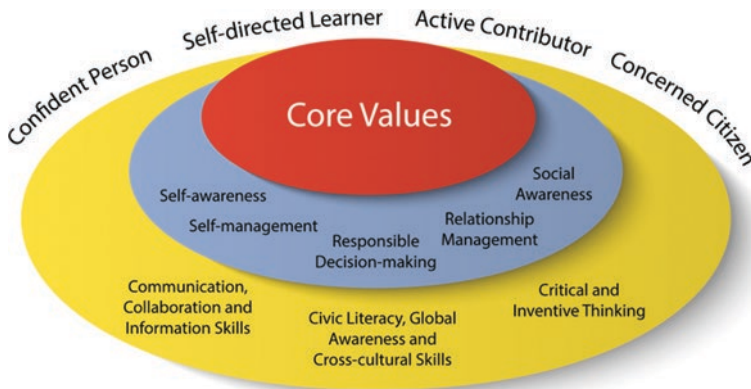 Confident Person
Self-directed Learner
Active Contributor
Concerned Citizen
Core Values
Self-awareness
Self-management
Responsible
Decision-making
Relationship
Management
Social
Awareness
Communication,
Collaboration and
Information Skills
Civic Literacy, Global
Awareness and
Cross-cultural Skills
Critical and
Inventive Thinking